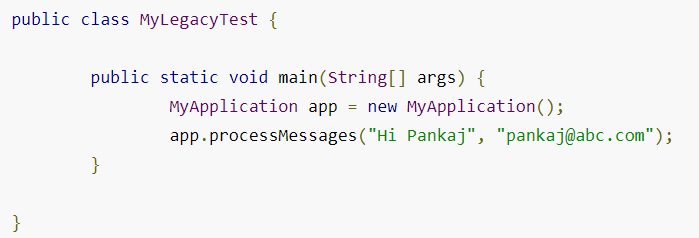 public class MyLegacyTest {
public static void main(String[] args) {
MyApplication app = new MyApplication();
app.processMessages("Hi Pankaj", "pankaj@abc.com");
}
}